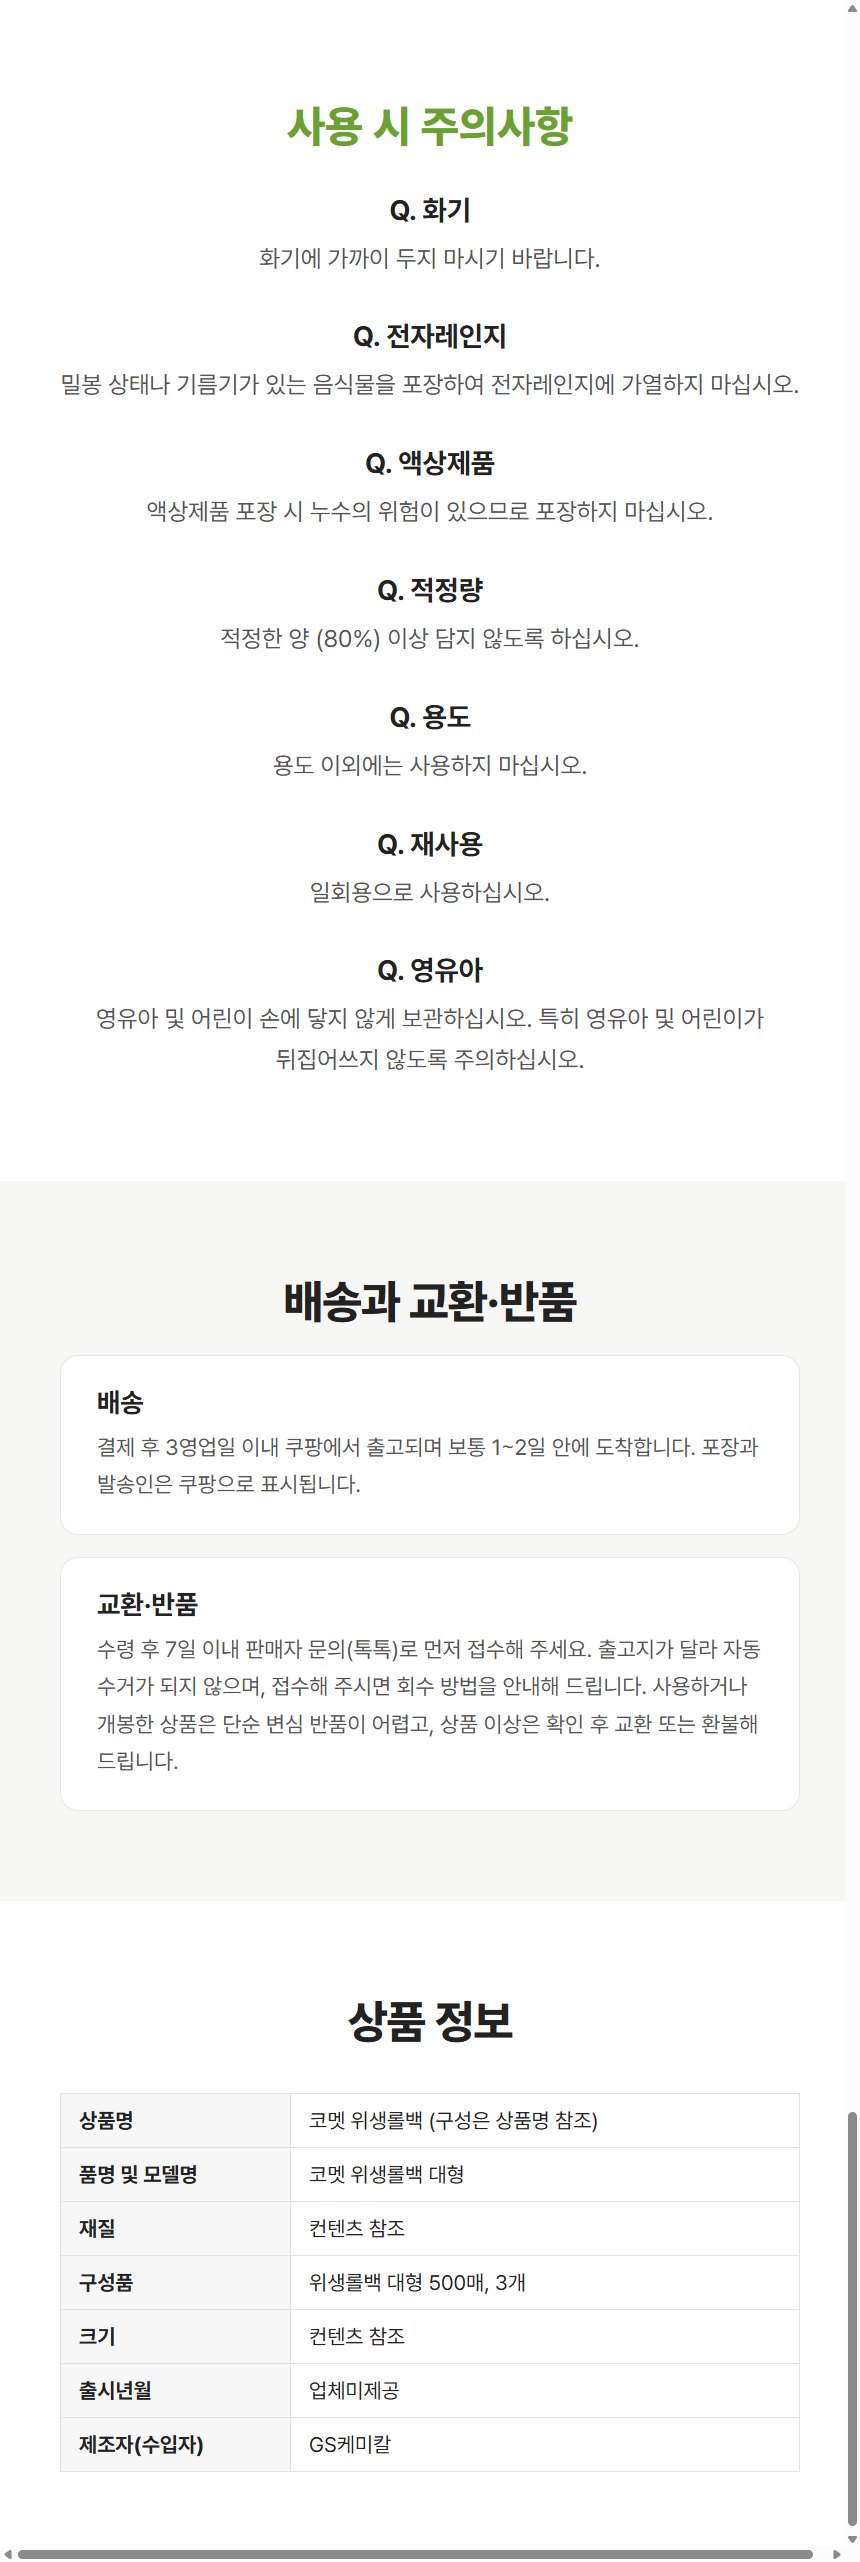 사용 시 주의사항
Q. 화기
화기에 가까이 두지 마시기 바랍니다.
Q. 전자레인지
밀봉 상태나 기름기가 있는 음식물을 포장하여 전자레인지에 가열하지 마십시오.
Q. 액상제품
액상제품 포장 시 누수의 위험이 있으므로 포장하지 마십시오.
Q. 적정량
적정한 양 (80%) 이상 담지 않도록 하십시오.
Q. 용도
용도 이외에는 사용하지 마십시오.
Q. 재사용
일회용으로 사용하십시오.
Q. 영유아
영유아 및 어린이 손에 닿지 않게 보관하십시오. 특히 영유아 및 어린이가
뒤집어쓰지 않도록 주의하십시오.
배송과 교환·반품
배송
결제 후 3영업일 이내 쿠팡에서 출고되며 보통 1~2일 안에 도착합니다. 포장과
발송인은 쿠팡으로 표시됩니다.
교환·반품
수령 후 7일 이내 판매자 문의(톡톡)로 먼저 접수해 주세요. 출고지가 달라 자동
수거가 되지 않으며, 접수해 주시면 회수 방법을 안내해 드립니다. 사용하거나
개봉한 상품은 단순 변심 반품이 어렵고, 상품 이상은 확인 후 교환 또는 환불해
드립니다.
상품 정보
상품명 코멧 위생롤백 (구성은 상품명 참조)
품명 및 모델명 코멧 위생롤백 대형
재질 컨텐츠 참조
구성품 위생롤백 대형 500매, 3개
크기 컨텐츠 참조
출시년월 업체미제공
제조자(수입자) GS케미칼